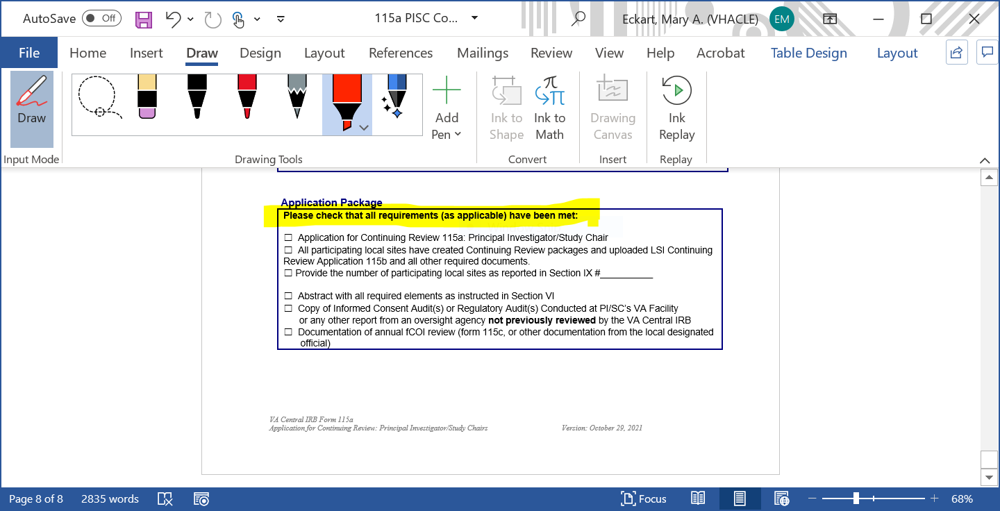 AutoSave Off 115a PISC Co... Eckart, Mary A. (VHACLE) EM
File Home Insert Draw Design Layout References Mailings Review View Help Acrobat Table Design Layout
Draw
Add Pen
Ink to Shape
Ink to Math
Drawing Canvas
Ink Replay
Input Mode Drawing Tools Convert Insert Replay
Application Package
Please check that all requirements (as applicable) have been met:
☐ Application for Continuing Review 115a: Principal Investigator/Study Chair
☐ All participating local sites have created Continuing Review packages and uploaded LSI Continuing
Review Application 115b and all other required documents.
☐ Provide the number of participating local sites as reported in Section IX #__________
☐ Abstract with all required elements as instructed in Section VI
☐ Copy of Informed Consent Audit(s) or Regulatory Audit(s) Conducted at PI/SC's VA Facility
or any other report from an oversight agency not previously reviewed by the VA Central IRB
☐ Documentation of annual fCOI review (form 115c, or other documentation from the local designated
official)
VA Central IRB Form 115a
Application for Continuing Review: Principal Investigator/Study Chairs Version: October 29, 2021
Page 8 of 8 2835 words Focus 68%